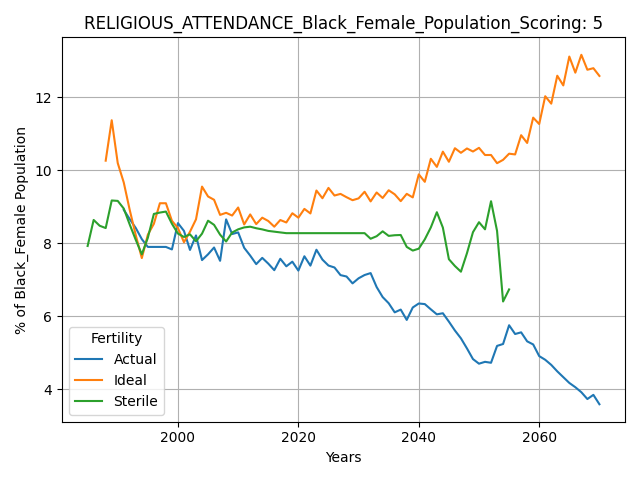 RELIGIOUS_ATTENDANCE_Black_Female_Population_Scoring: 5
% of Black_Female Population
12
10
8
6
4
Fertility
Actual
Ideal
Sterile
2000
2020
2040
2060
Years